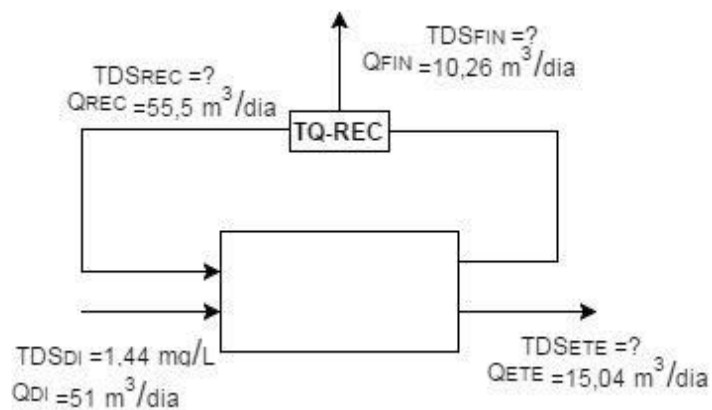 TDSFIN =?
QFIN =10,26 m³/dia
TDSREC =?
QREC =55,5 m³/dia
TQ-REC
TDSDI =1,44 mg/L
QDI =51 m³/dia
TDSETE =?
QETE =15,04 m³/dia